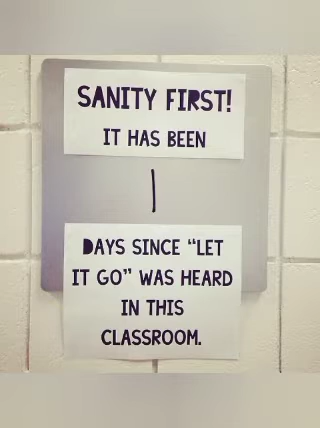 SANITY FIRST!
IT HAS BEEN
1
DAYS SINCE “LET
IT GO” WAS HEARD
IN THIS
CLASSROOM.